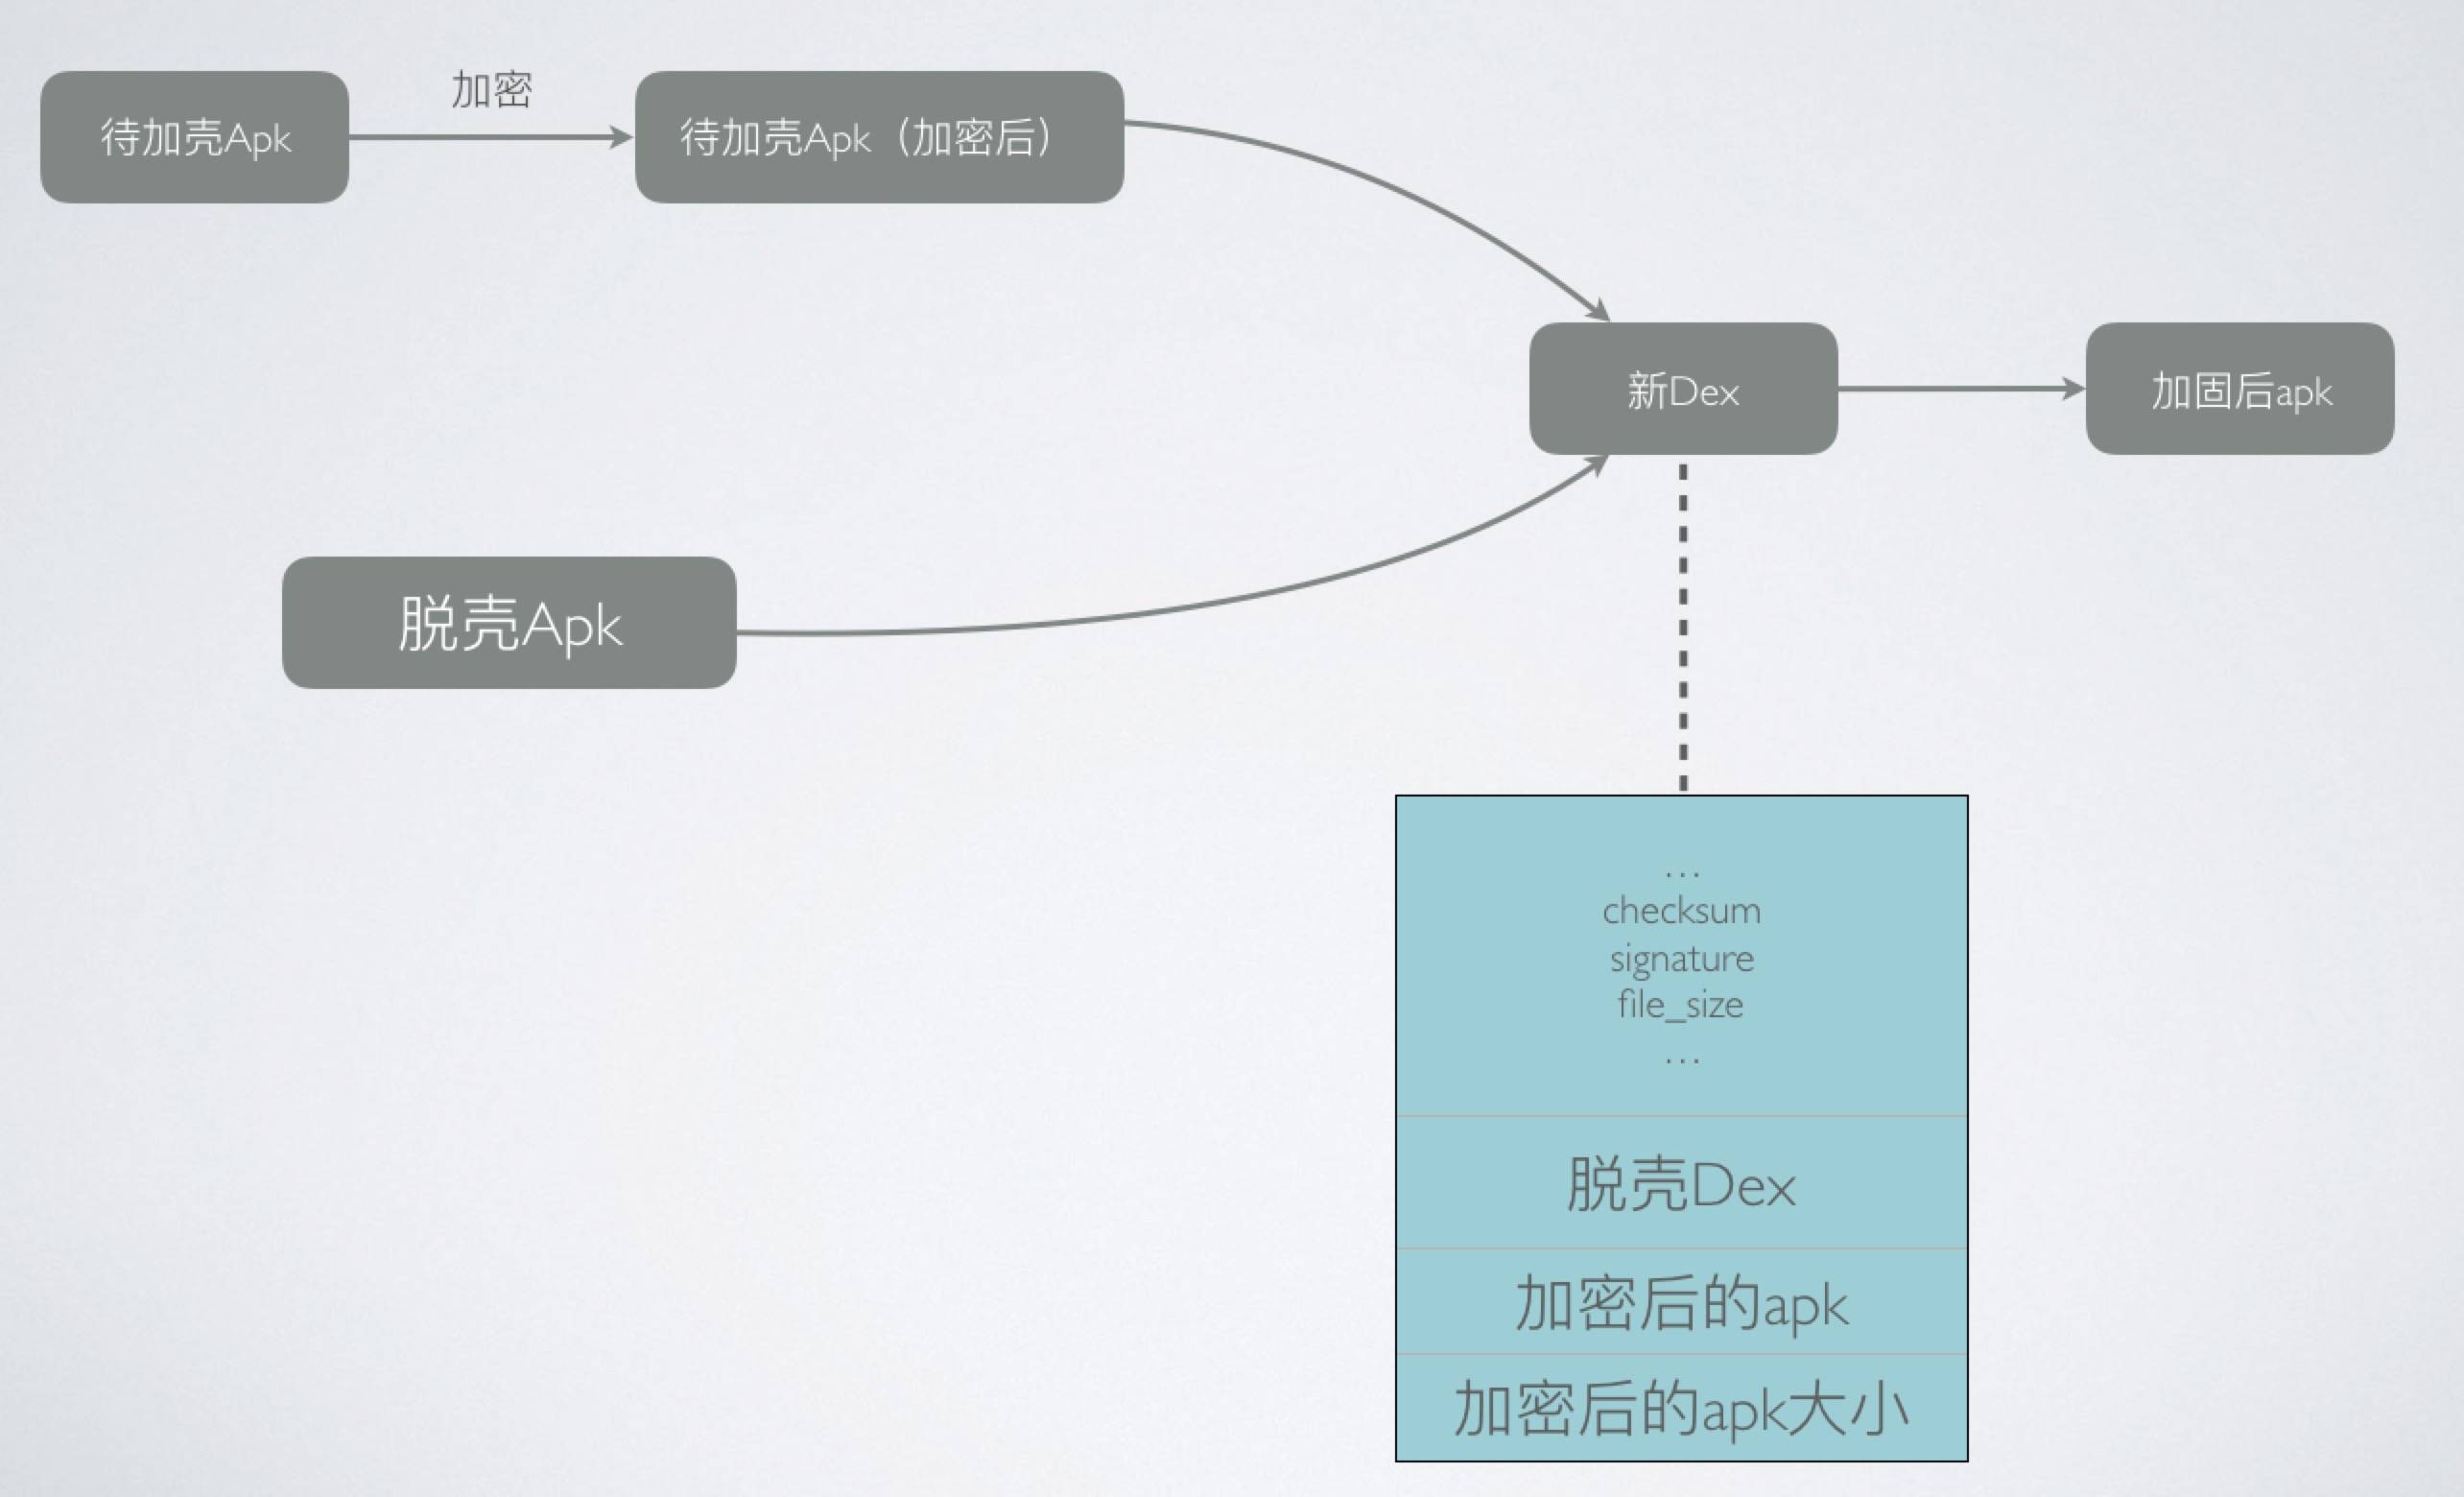 加密
待加壳Apk
待加壳Apk（加密后）
新Dex
加固后apk
脱壳Apk
...
checksum
signature
file_size
...
脱壳Dex
加密后的apk
加密后的apk大小